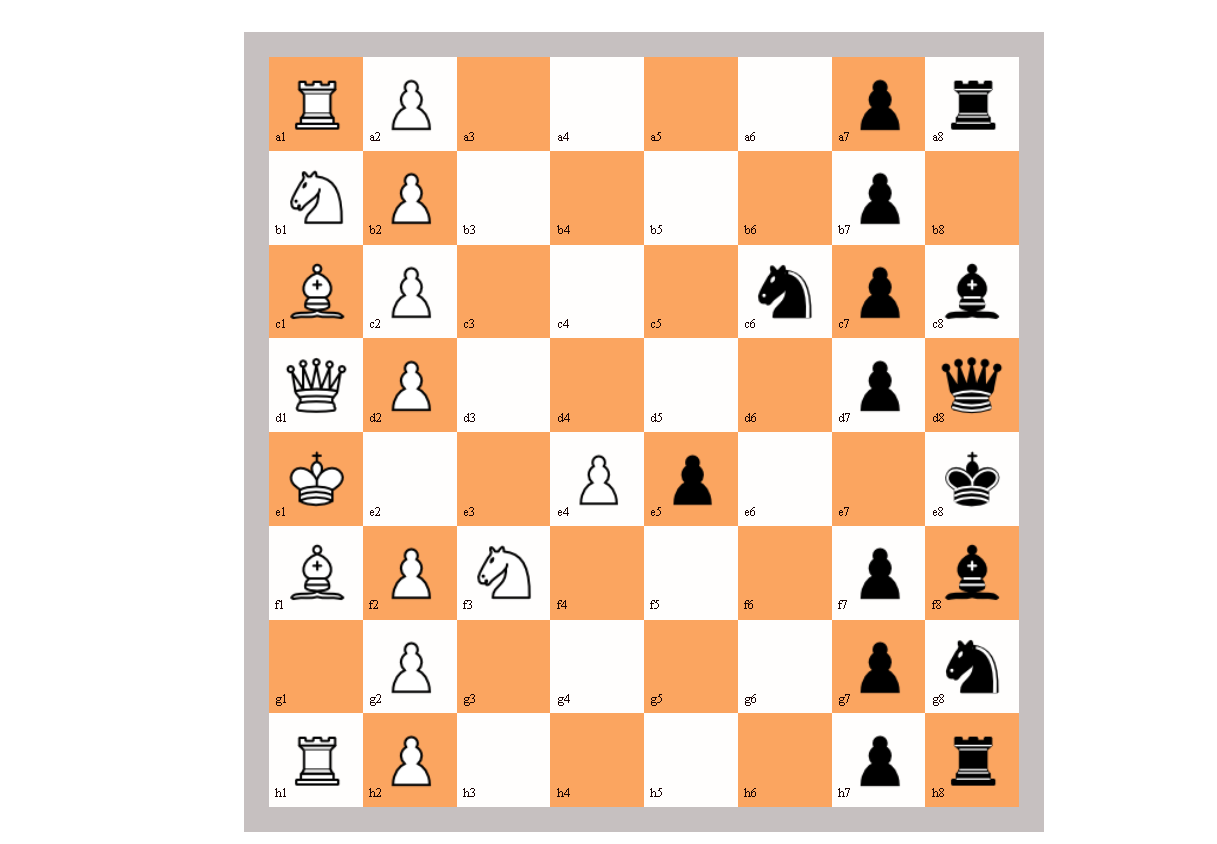 a1 a2 a3 a4 a5 a6 a7 a8
b1 b2 b3 b4 b5 b6 b7 b8
c1 c2 c3 c4 c5 c6 c7 c8
d1 d2 d3 d4 d5 d6 d7 d8
e1 e2 e3 e4 e5 e6 e7 e8
f1 f2 f3 f4 f5 f6 f7 f8
g1 g2 g3 g4 g5 g6 g7 g8
h1 h2 h3 h4 h5 h6 h7 h8